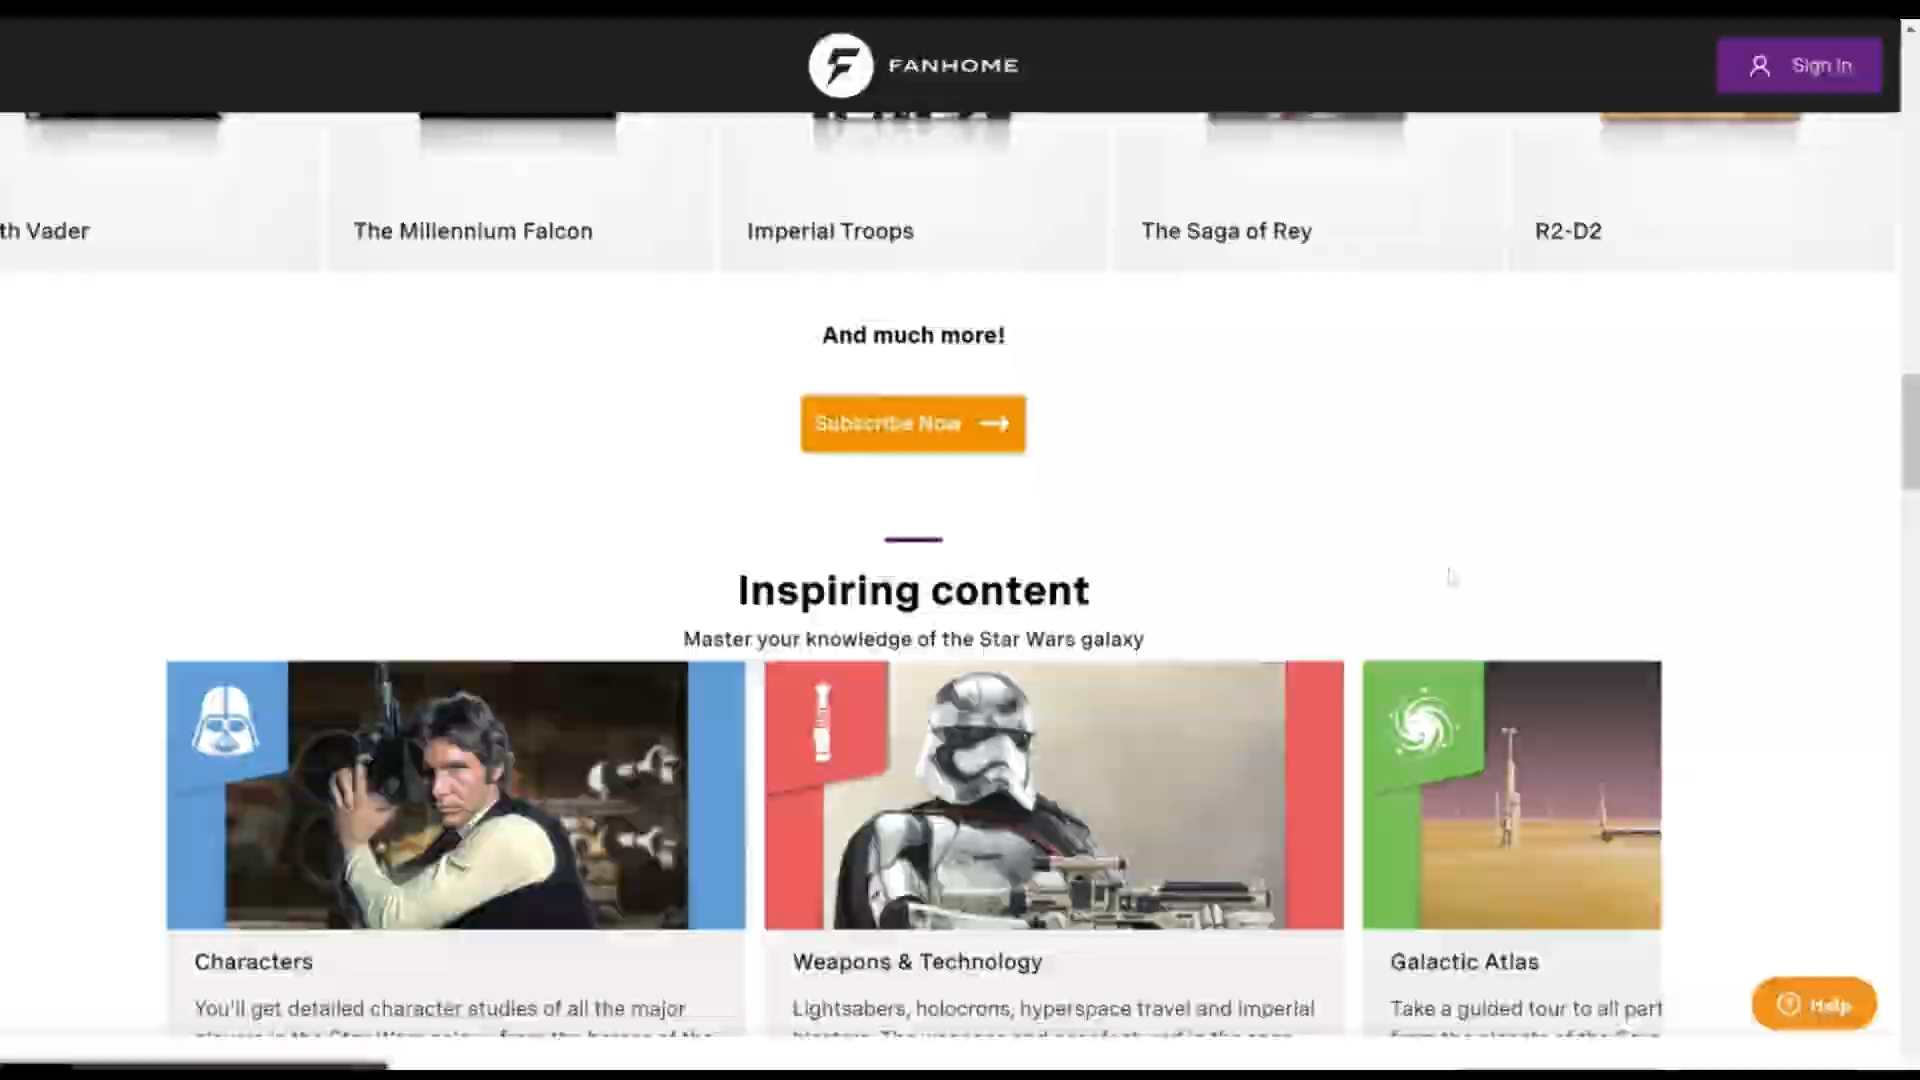 FANHOME
Sign In
th Vader
The Millennium Falcon
Imperial Troops
The Saga of Rey
R2-D2
And much more!
Subscribe Now
Inspiring content
Master your knowledge of the Star Wars galaxy
Characters
Weapons & Technology
Galactic Atlas
You'll get detailed character studies of all the major
Lightsabers, holocrons, hyperspace travel and imperial
Take a guided tour to all part
Help